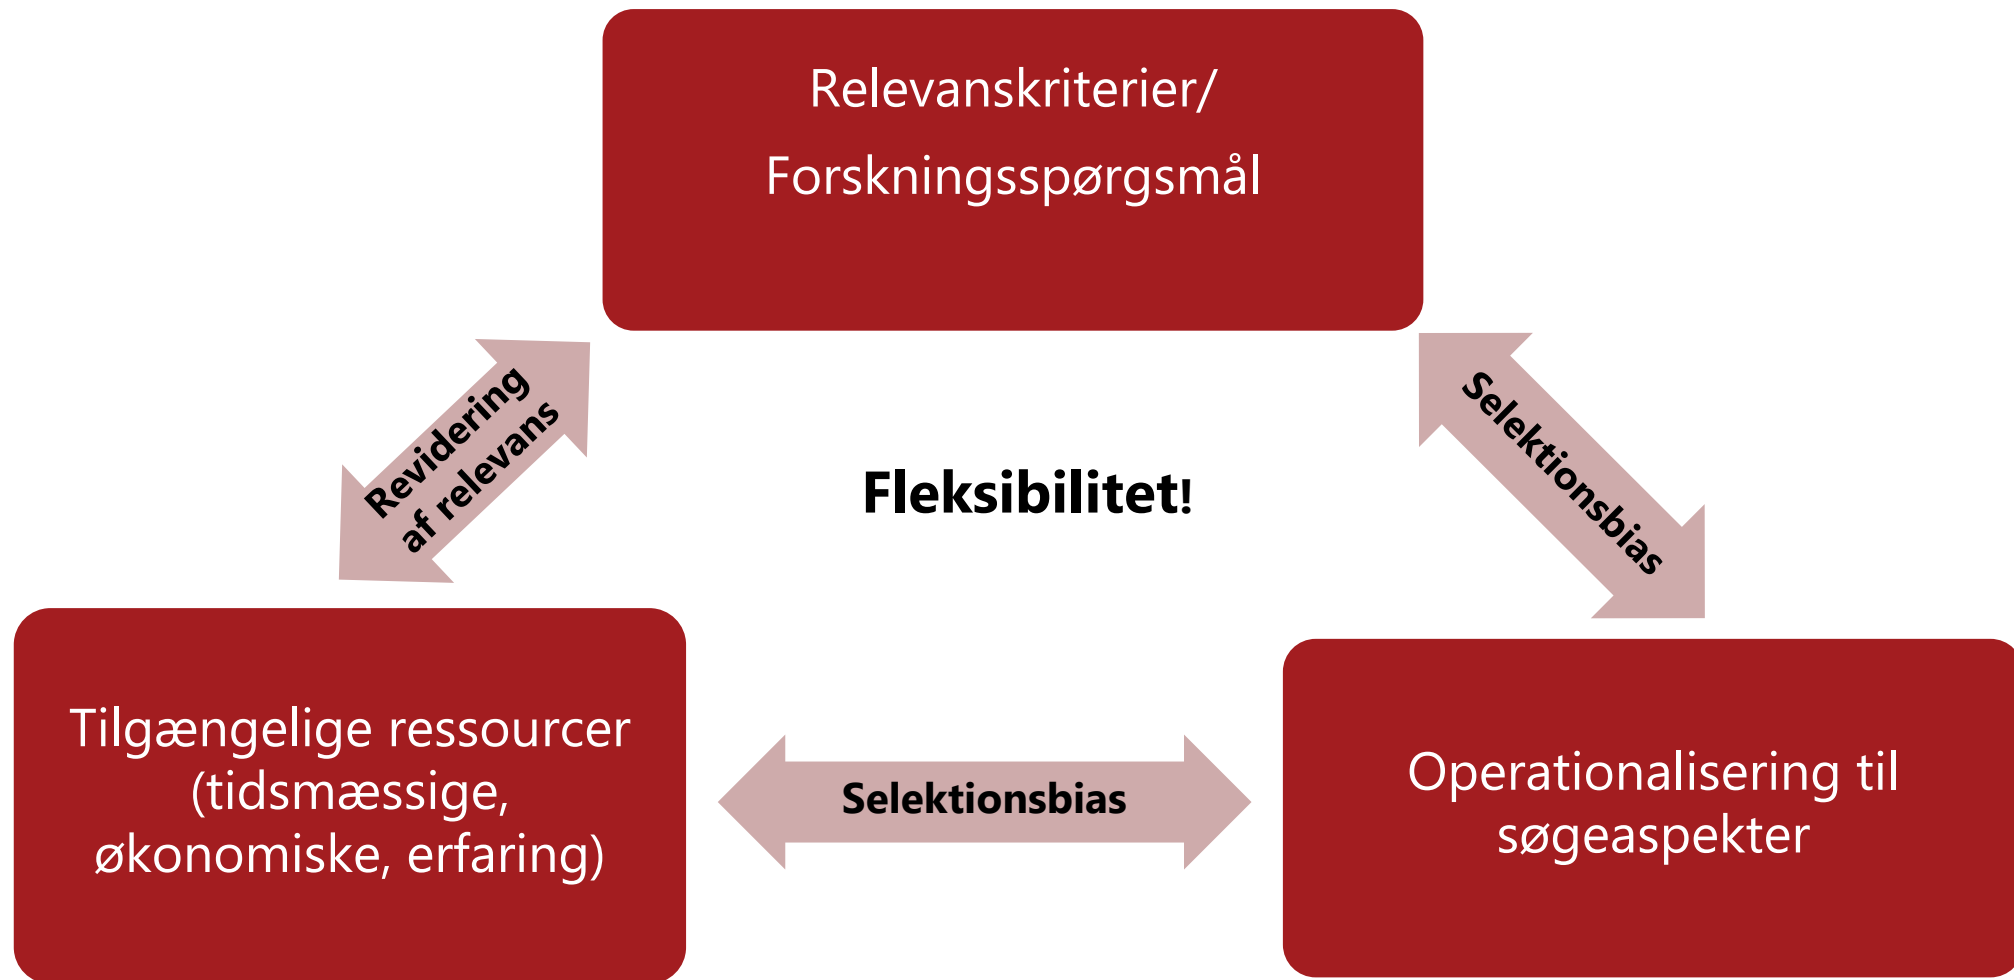 Relevanskriterier/
Forskningsspørgsmål
Revidering
af relevans
Selektionsbias
Fleksibilitet!
Tilgængelige ressourcer
(tidsmæssige,
økonomiske, erfaring)
Selektionsbias
Operationalisering til
søgeaspekter